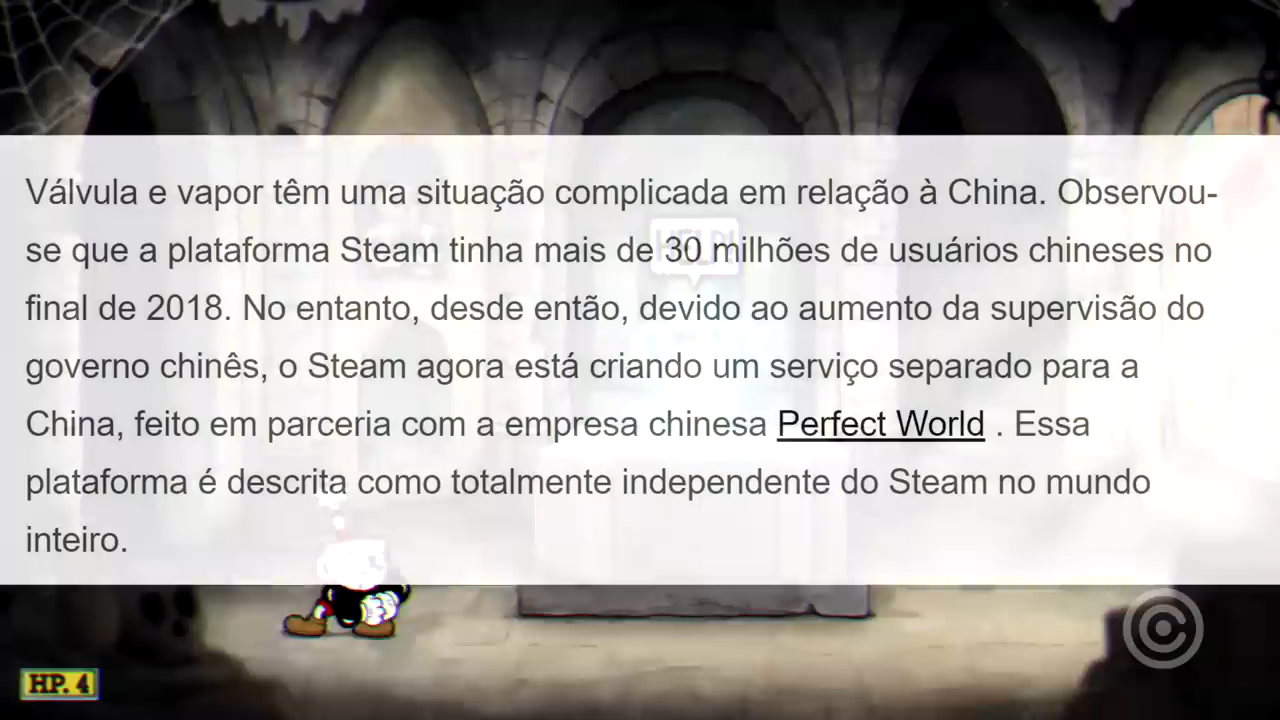 HELP!
Válvula e vapor têm uma situação complicada em relação à China. Observou-
se que a plataforma Steam tinha mais de 30 milhões de usuários chineses no
final de 2018. No entanto, desde então, devido ao aumento da supervisão do
governo chinês, o Steam agora está criando um serviço separado para a
China, feito em parceria com a empresa chinesa Perfect World . Essa
plataforma é descrita como totalmente independente do Steam no mundo
inteiro.
HP. 4